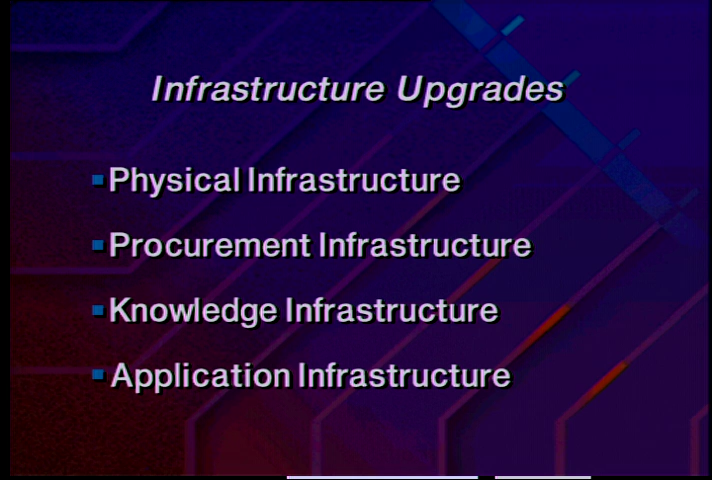 Infrastructure Upgrades
Physical Infrastructure
Procurement Infrastructure
Knowledge Infrastructure
Application Infrastructure